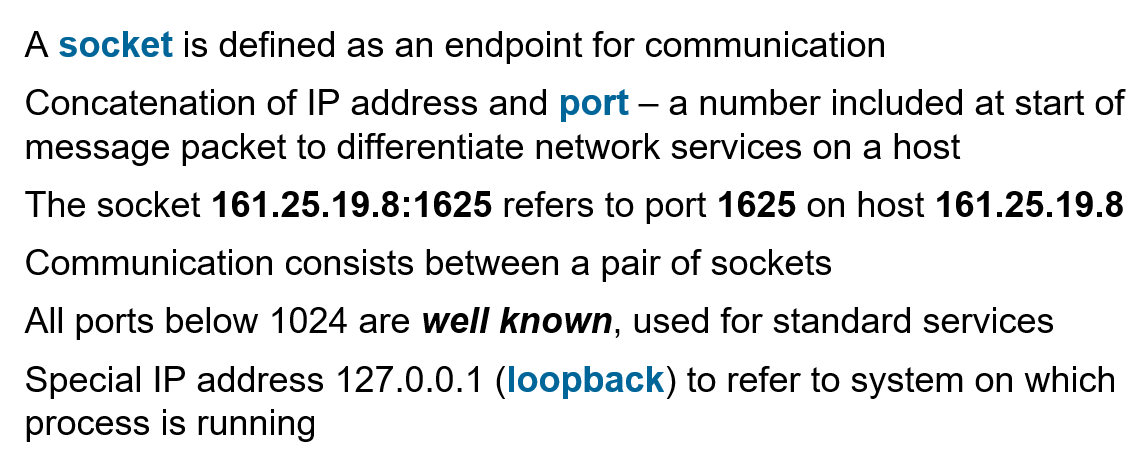 A socket is defined as an endpoint for communication
Concatenation of IP address and port – a number included at start of
message packet to differentiate network services on a host
The socket 161.25.19.8:1625 refers to port 1625 on host 161.25.19.8
Communication consists between a pair of sockets
All ports below 1024 are well known, used for standard services
Special IP address 127.0.0.1 (loopback) to refer to system on which
process is running